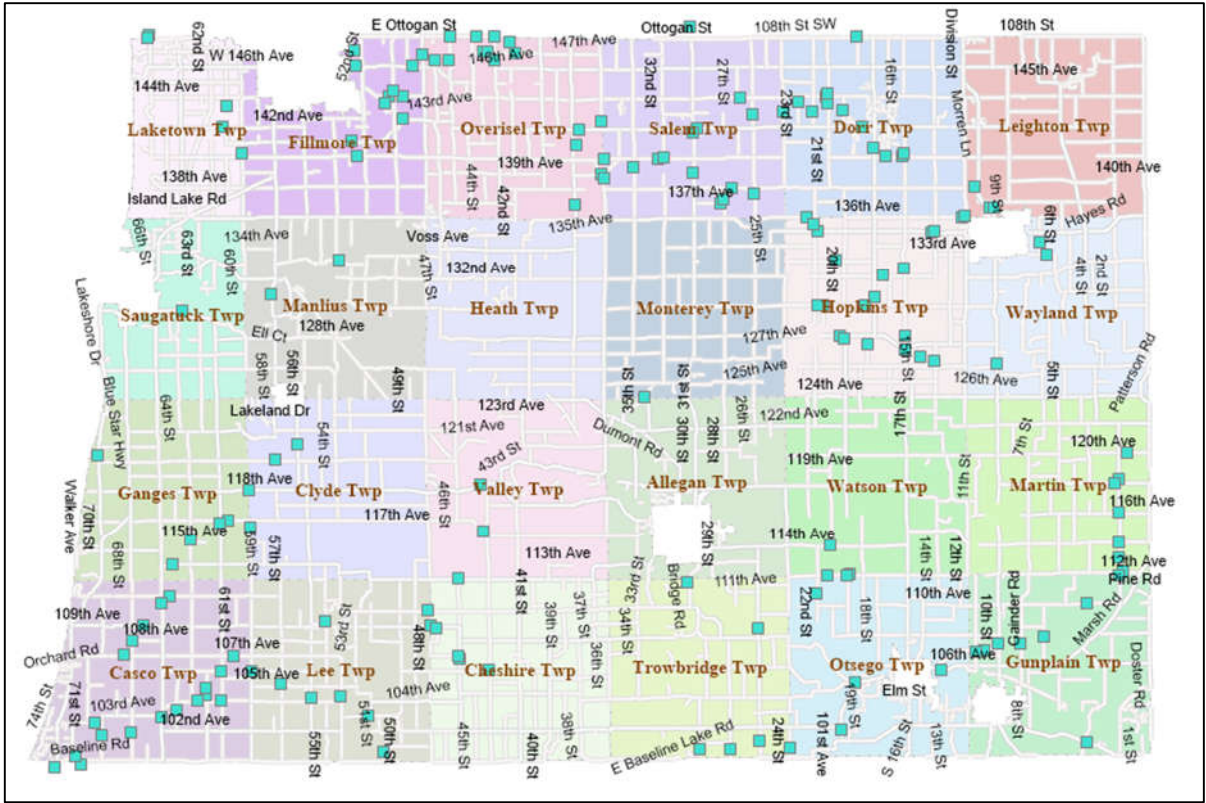 E Ottogan St
Ottogan St
108th St SW
108th St
62nd St
W 146th Ave
52nd St
147th Ave
146th Ave
Division St
144th Ave
32nd St
27th St
16th St
145th Ave
142nd Ave
143rd Ave
23rd St
Morren Ln
Laketown Twp
Fillmore Twp
Overisel Twp
Salem Twp
Dorr Twp
Leighton Twp
139th Ave
21st St
140th Ave
138th Ave
44th St
42nd St
137th Ave
9th St
Island Lake Rd
135th Ave
136th Ave
6th St
Hayes Rd
66th St
63rd St
134th Ave
60th St
Voss Ave
25th St
133rd Ave
47th St
132nd Ave
20th St
4th St
2nd St
Lakeshore Dr
Saugatuck Twp
Manlius Twp
Heath Twp
Monterey Twp
Hopkins Twp
Wayland Twp
128th Ave
Ell Ct
127th Ave
15th St
58th St
56th St
49th St
36th St
31st St
125th Ave
124th Ave
126th Ave
5th St
Patterson Rd
Blue Star Hwy
64th St
Lakeland Dr
54th St
123rd Ave
121st Ave
Dumont Rd
30th St
28th St
26th St
122nd Ave
17th St
7th St
120th Ave
43rd St
119th Ave
11th St
118th Ave
Ganges Twp
Clyde Twp
46th St
Valley Twp
Allegan Twp
Watson Twp
Martin Twp
116th Ave
Walker Ave
70th St
117th Ave
115th Ave
59th St
57th St
113th Ave
29th St
114th Ave
14th St
12th St
112th Ave
68th St
33rd St
Bridge Rd
111th Ave
Pine Rd
109th Ave
61st St
53rd St
41st St
39th St
37th St
34th St
22nd St
18th St
110th Ave
10th St
Gamper Rd
Marsh Rd
108th Ave
107th Ave
48th St
36th St
106th Ave
Orchard Rd
Casco Twp
105th Ave
Lee Twp
Cheshire Twp
Trowbridge Twp
Otsego Twp
Gunplain Twp
Doster Rd
74th St
71st St
103rd Ave
104th Ave
19th St
Elm St
102nd Ave
51st St
50th St
8th St
Baseline Rd
55th St
45th St
40th St
38th St
E Baseline Lake Rd
24th St
101st Ave
S 16th St
13th St
1st St